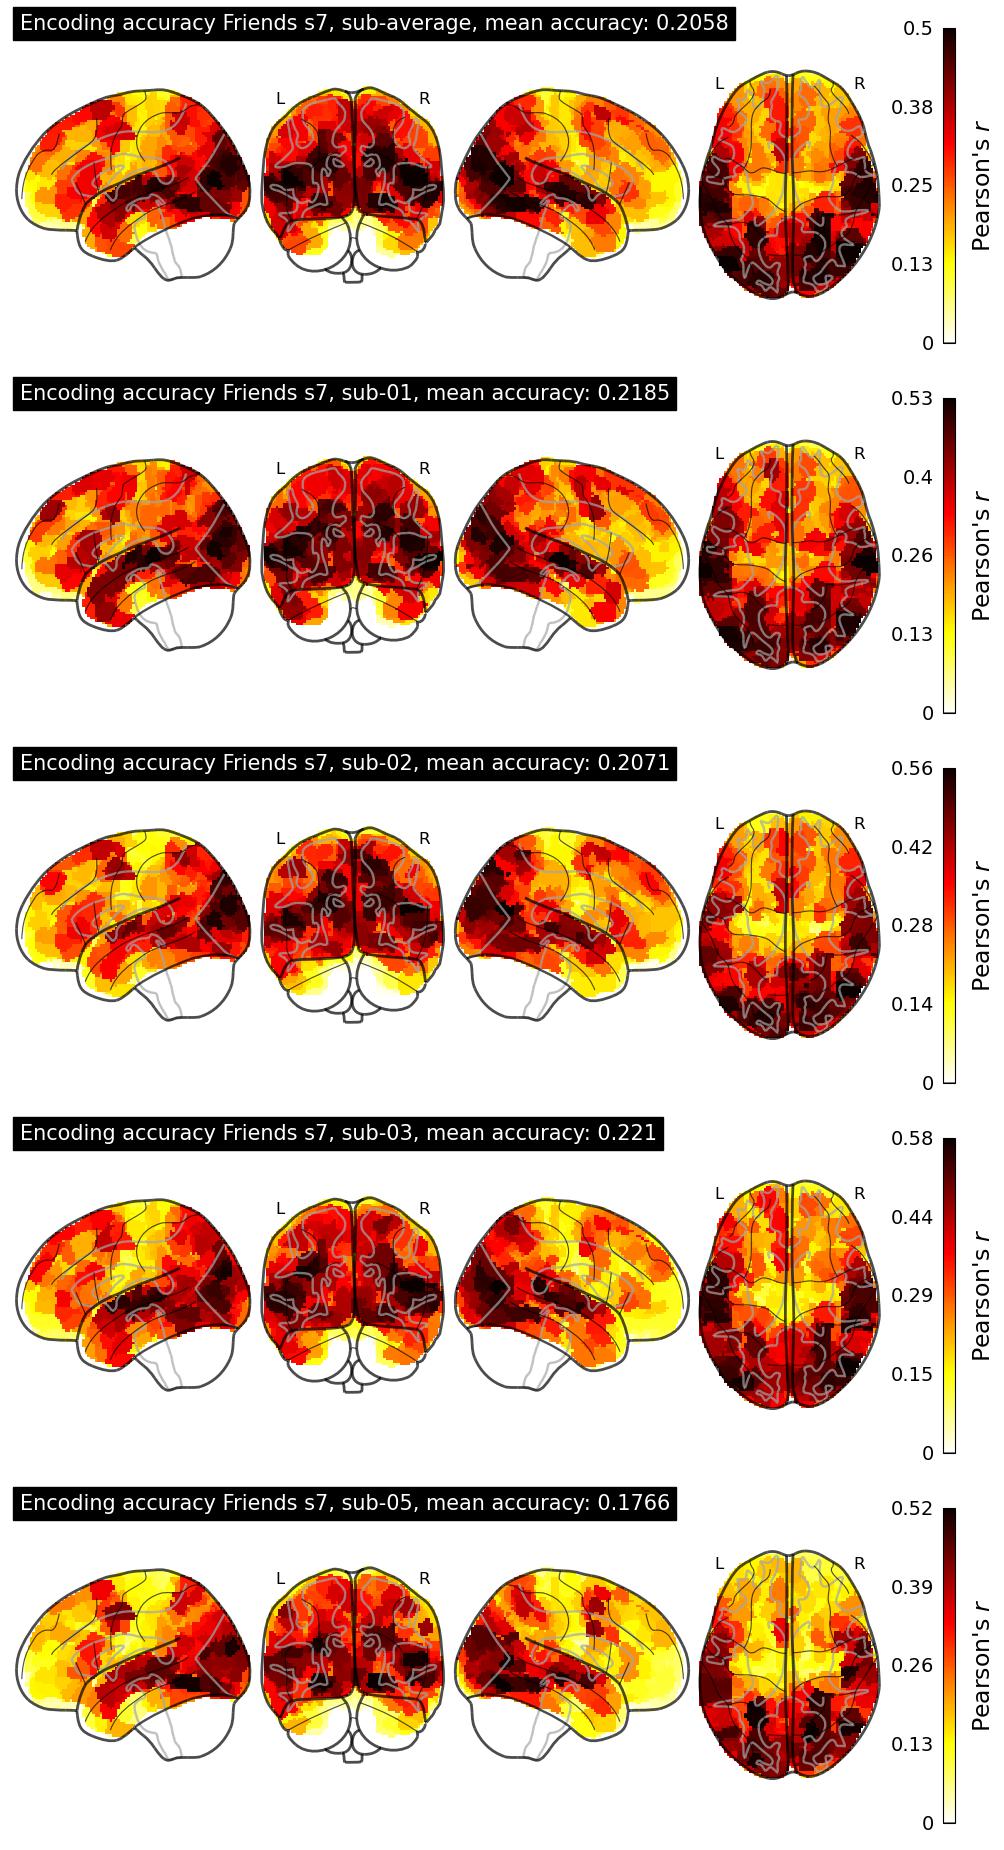 Encoding accuracy Friends s7, sub-average, mean accuracy: 0.2058
L
R
L
R
0.5
0.38
0.25
0.13
0
Pearson's r
Encoding accuracy Friends s7, sub-01, mean accuracy: 0.2185
L
R
L
R
0.53
0.4
0.26
0.13
0
Pearson's r
Encoding accuracy Friends s7, sub-02, mean accuracy: 0.2071
L
R
L
R
0.56
0.42
0.28
0.14
0
Pearson's r
Encoding accuracy Friends s7, sub-03, mean accuracy: 0.221
L
R
L
R
0.58
0.44
0.29
0.15
0
Pearson's r
Encoding accuracy Friends s7, sub-05, mean accuracy: 0.1766
L
R
L
R
0.52
0.39
0.26
0.13
0
Pearson's r